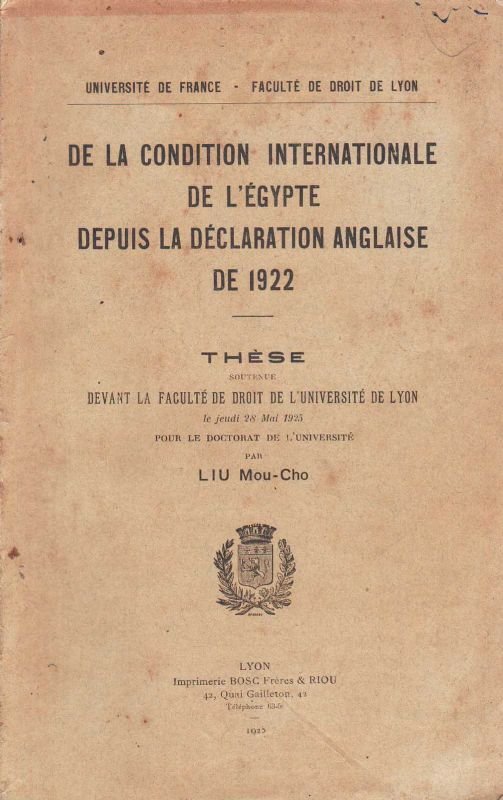 UNIVERSITÉ DE FRANCE - FACULTÉ DE DROIT DE LYON
DE LA CONDITION INTERNATIONALE
DE L'ÉGYPTE
DEPUIS LA DÉCLARATION ANGLAISE
DE 1922
THÈSE
SOUTENUE
DEVANT LA FACULTÉ DE DROIT DE L'UNIVERSITÉ DE LYON
le jeudi 28 Mai 1925
POUR LE DOCTORAT DE L'UNIVERSITÉ
PAR
LIU Mou-Cho
LYON
Imprimerie BOSC Frères & RIOU
42, Quai Gailleton, 42
Téléphone
1925